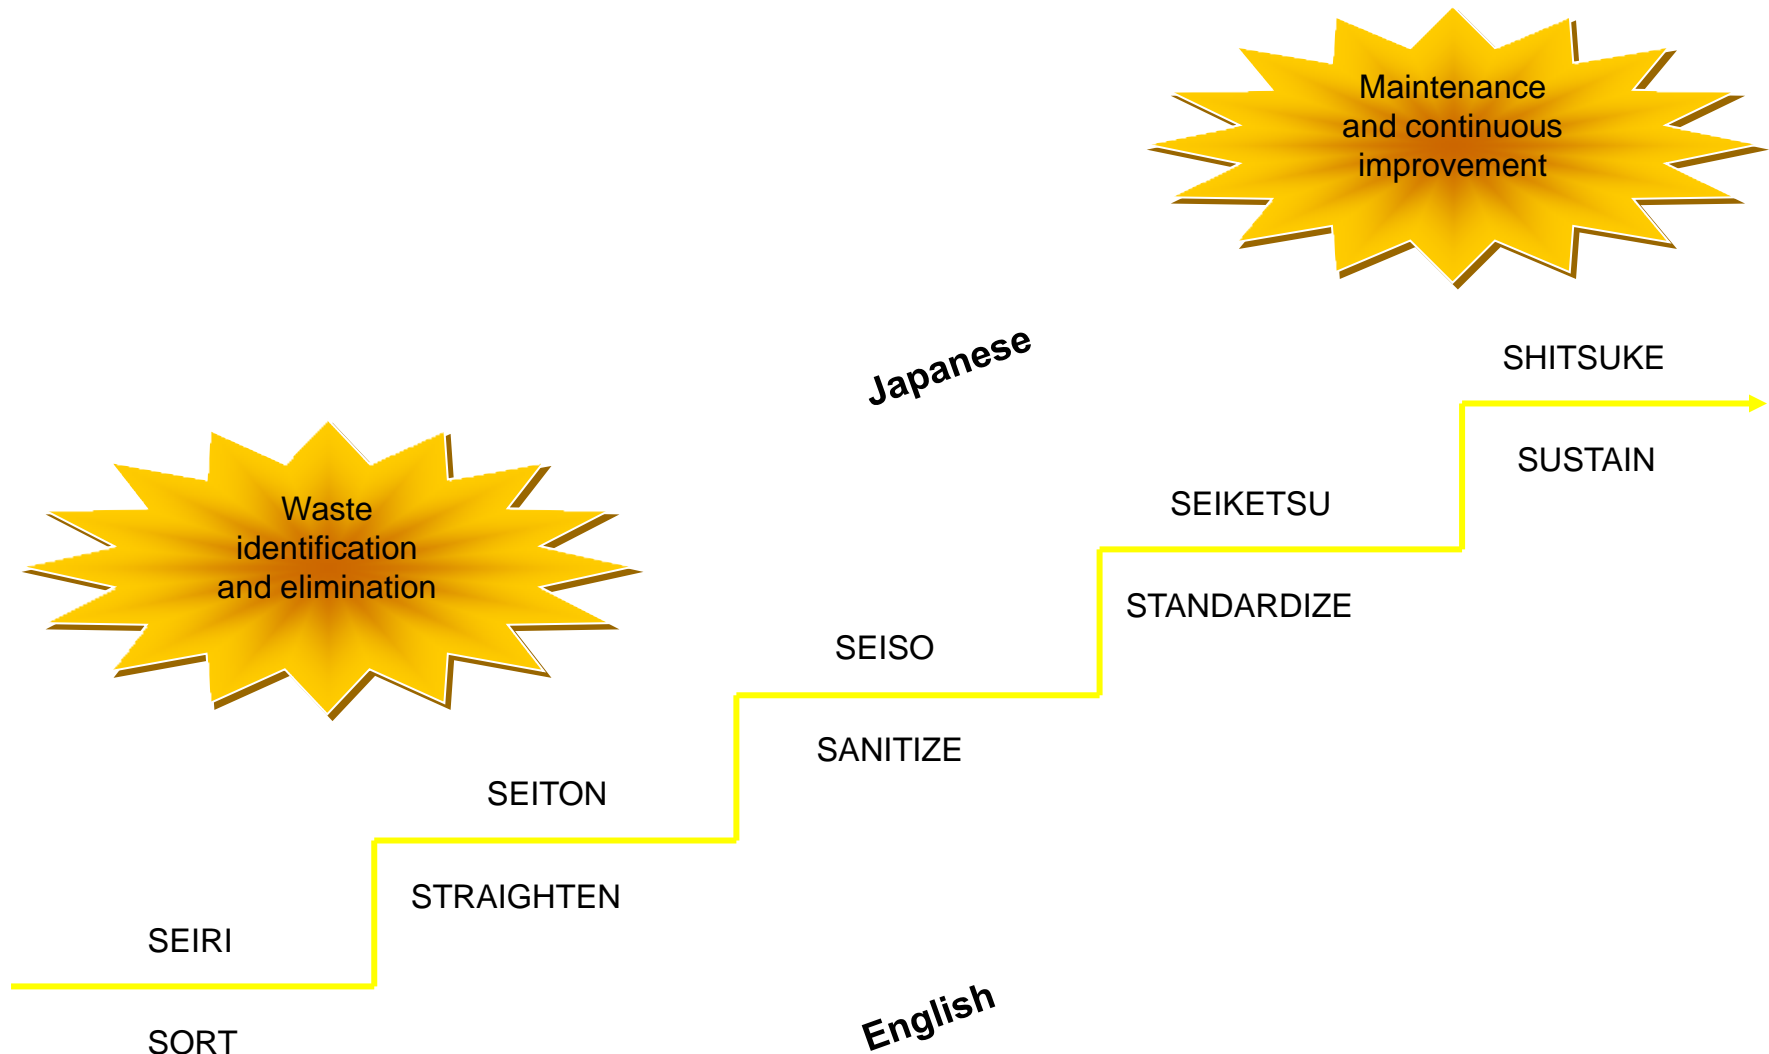 Maintenance
and continuous
improvement
Japanese
SHITSUKE
SUSTAIN
Waste
identification
and elimination
SEIKETSU
STANDARDIZE
SEISO
SANITIZE
SEITON
STRAIGHTEN
SEIRI
SORT
English